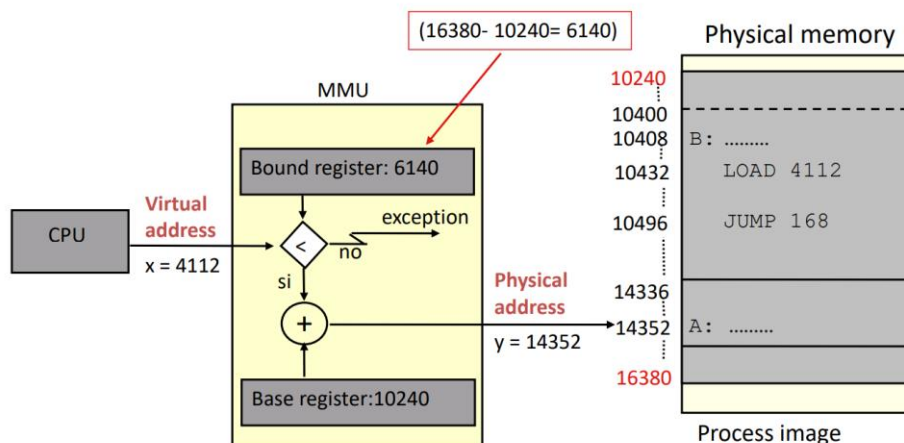 (16380- 10240= 6140)
Physical memory
MMU
10240
10400
10408 B: .........
10432 LOAD 4112
10496 JUMP 168
14336
14352 A: .........
16380
Process image
Bound register: 6140
exception
<
no
si
+
Base register:10240
CPU
Virtual
address
x = 4112
Physical
address
y = 14352